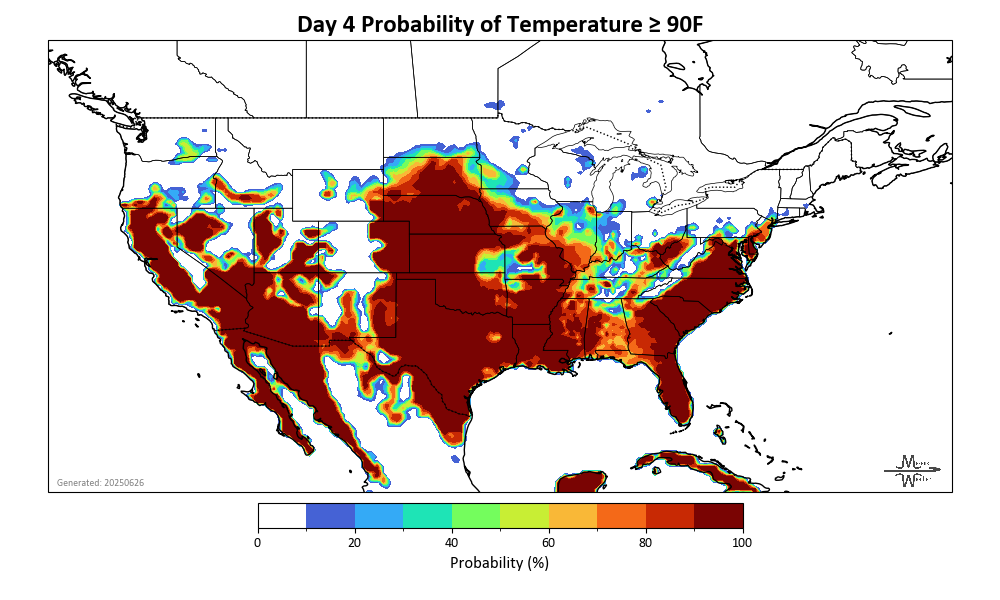 Day 4 Probability of Temperature ≥ 90F
Generated: 20250626
0 20 40 60 80 100
Probability (%)